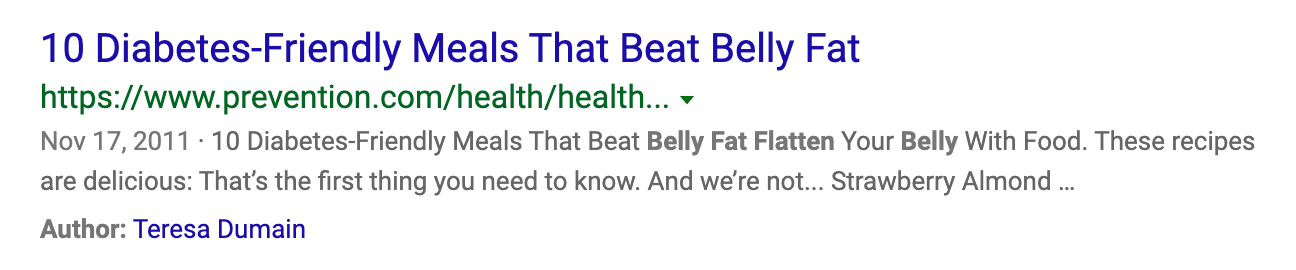 10 Diabetes-Friendly Meals That Beat Belly Fat
https://www.prevention.com/health/health...
Nov 17, 2011 · 10 Diabetes-Friendly Meals That Beat Belly Fat Flatten Your Belly With Food. These recipes
are delicious: That’s the first thing you need to know. And we’re not... Strawberry Almond ...
Author: Teresa Dumain